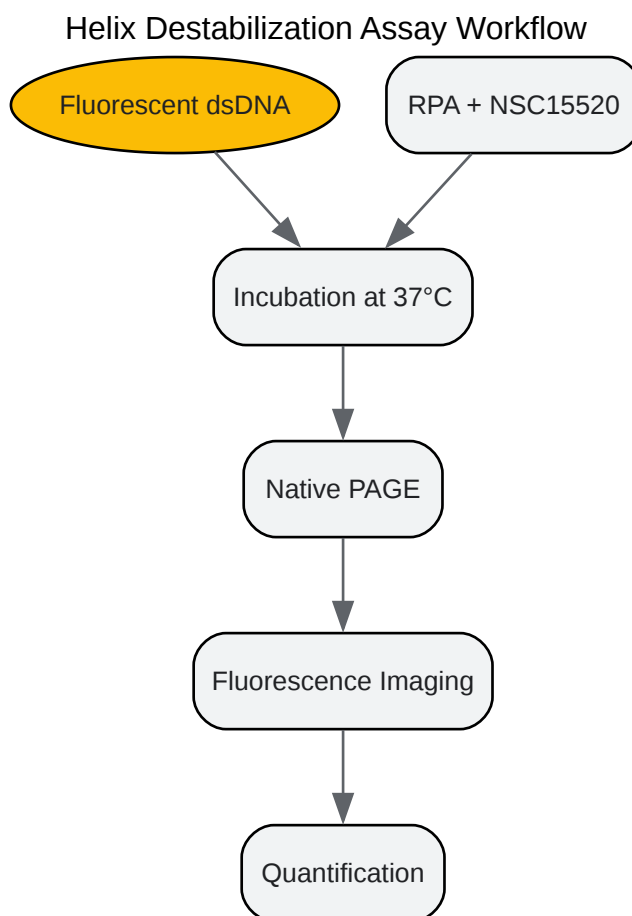 Helix Destabilization Assay Workflow
Fluorescent dsDNA
RPA + NSC15520
Incubation at 37°C
Native PAGE
Fluorescence Imaging
Quantification